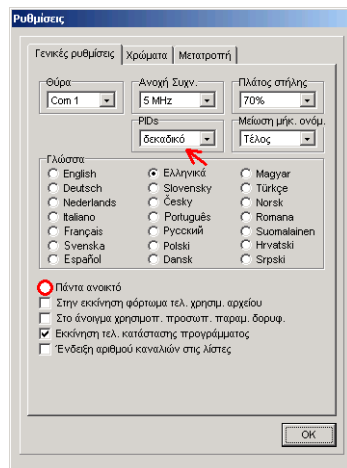 Ρυθμίσεις
Γενικές ρυθμίσεις Χρώματα Μετατροπή
Θύρα Ανοχή Συχν. Πλάτος στήλης
Com 1 5 MHz 70%
PIDs Μείωση μήκ. ονόμ.
δεκαδικό Τέλος
Γλώσσα
English Ελληνικά Magyar
Deutsch Slovensky Türkçe
Nederlands Česky Norsk
Italiano Português Romana
Français Русский Suomalainen
Svenska Polski Hrvatski
Español Dansk Srpski
Πάντα ανοικτό
Στην εκκίνηση φόρτωμα τελ. χρησιμ. αρχείου
Στο άνοιγμα χρησιμοπ. προσωπ. παραμ. δορυφ.
Εκκίνηση τελ. κατάστασης προγράμματος
Ένδειξη αριθμού καναλιών στις λίστες
OK